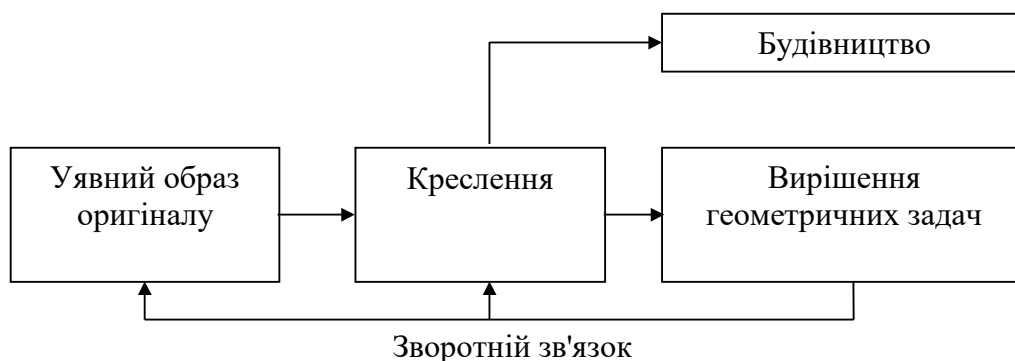 Будівництво
Уявний образ
оригіналу
Креслення
Вирішення
геометричних задач
Зворотній зв'язок